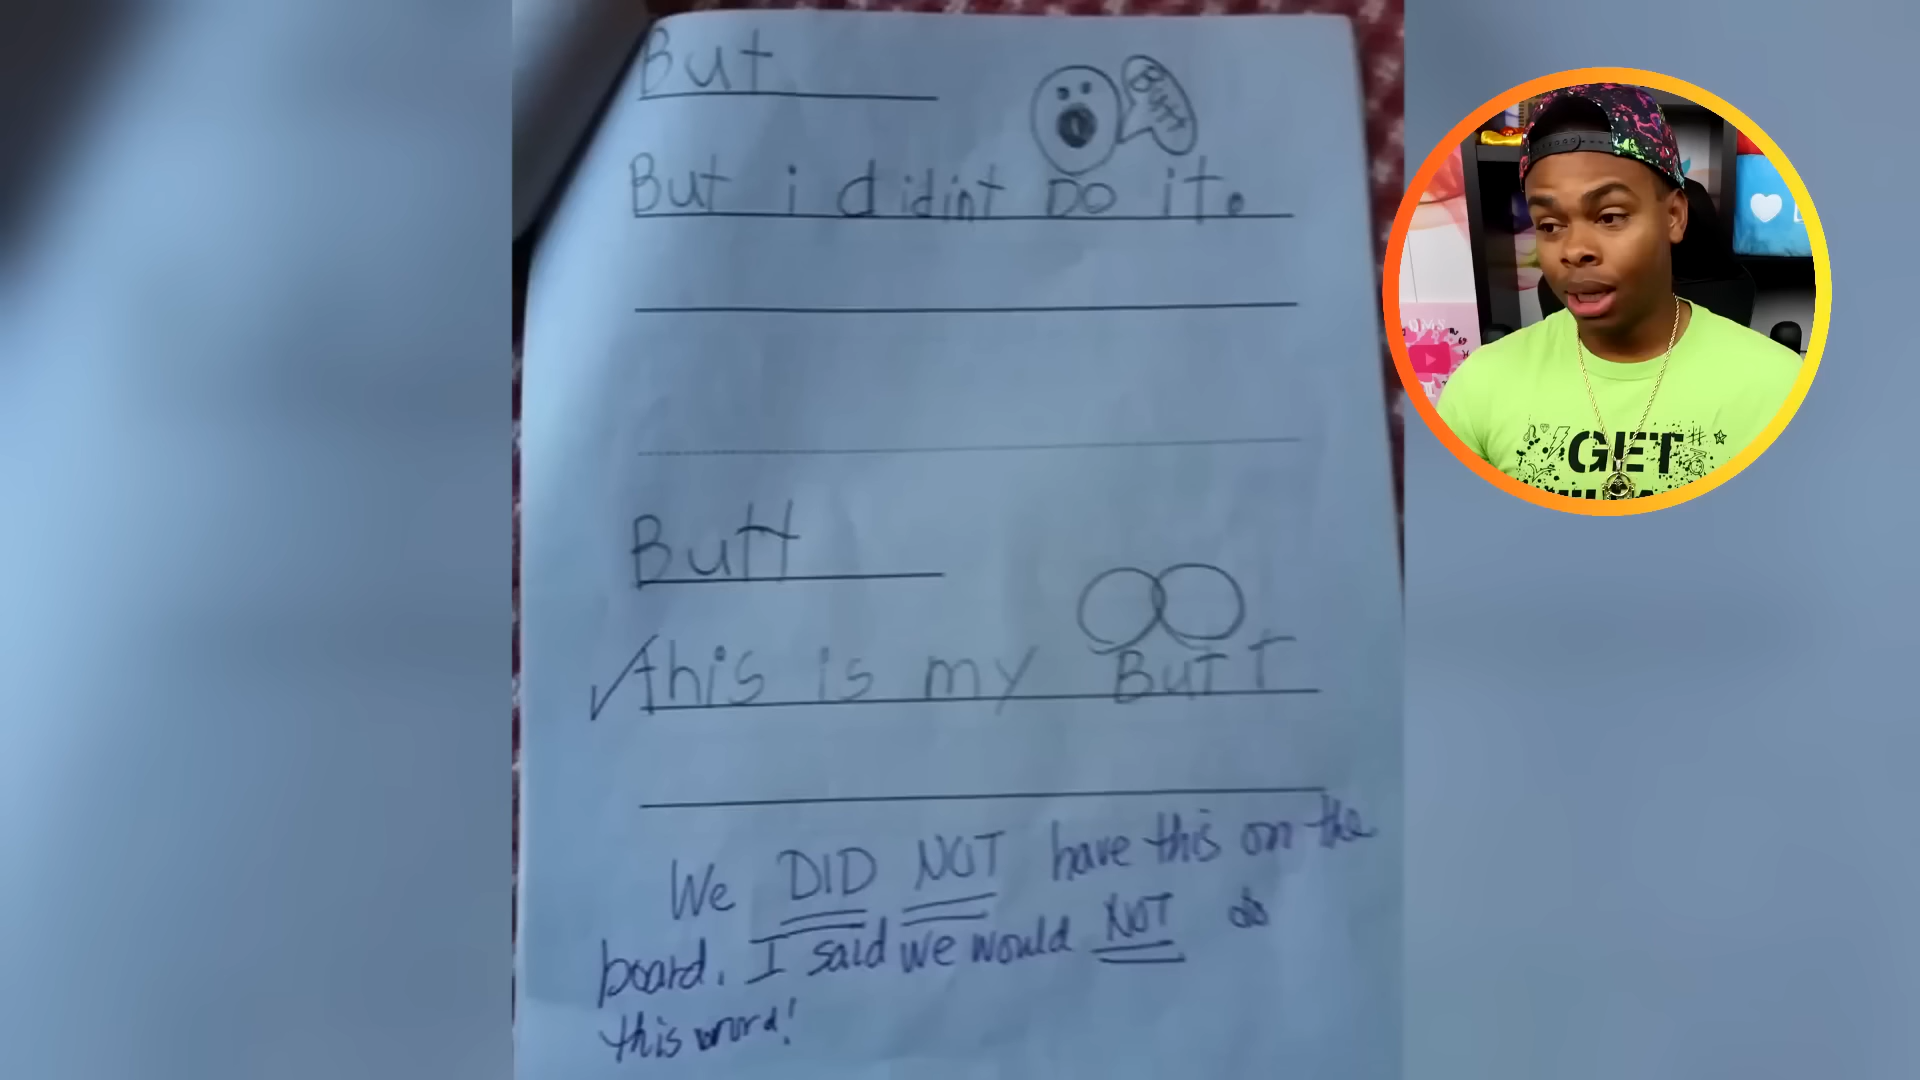 But
Butt
But i didint DO it.
Butt
This is my BUTT
We DID NOT have this on the
board. I said we would NOT do
this word!
GET